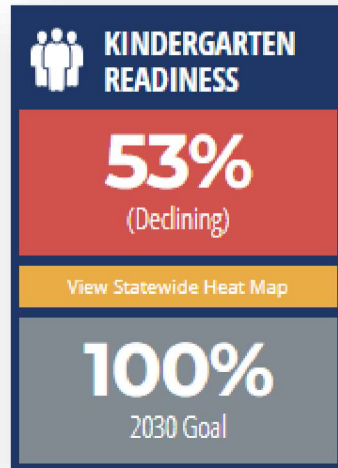 KINDERGARTEN
READINESS
53%
(Declining)
View Statewide Heat Map
100%
2030 Goal